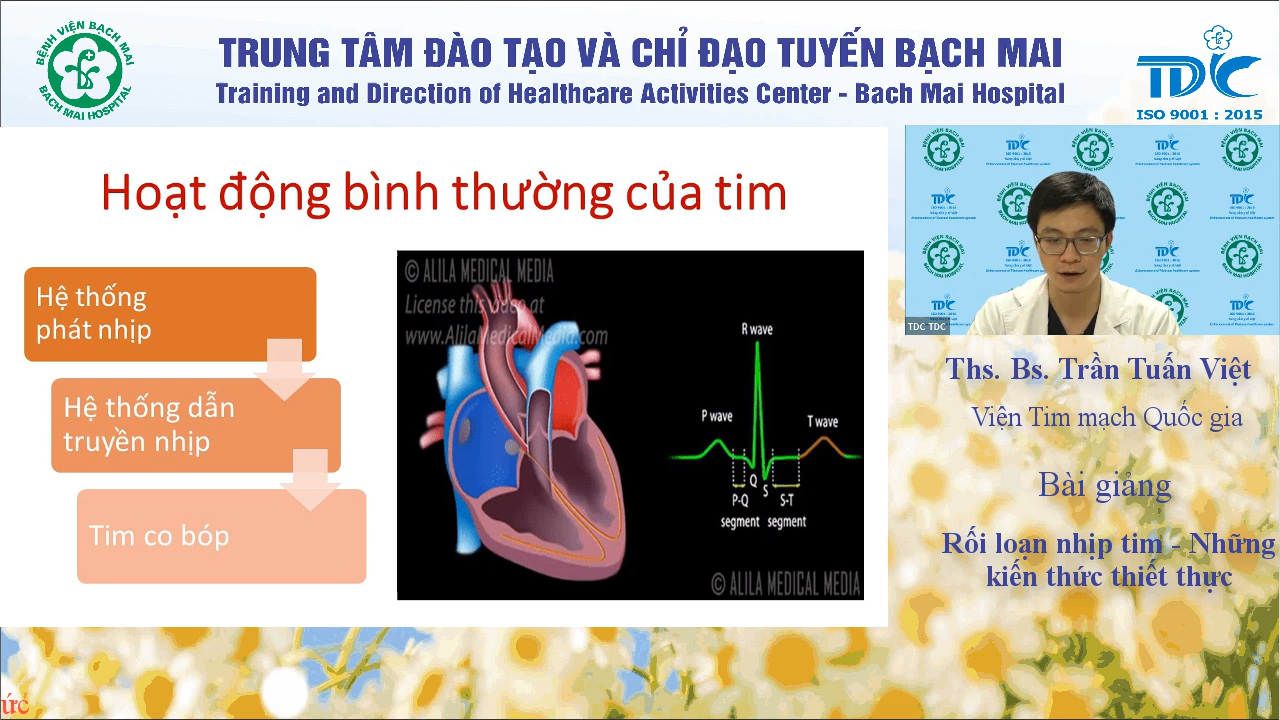 BỆNH VIỆN BẠCH MAI
BACH MAI HOSPITAL
TRUNG TÂM ĐÀO TẠO VÀ CHỈ ĐẠO TUYẾN BẠCH MAI
Training and Direction of Healthcare Activities Center - Bach Mai Hospital
TDC
ISO 9001 : 2015
Hoạt động bình thường của tim
Hệ thống
phát nhịp
Hệ thống dẫn
truyền nhịp
Tim co bóp
© ALILA MEDICAL MEDIA
License this video at
www.AlilaMedicalMedia.com
R wave
P wave
T wave
Q
S
P-Q
segment
S-T
segment
© ALILA MEDICAL MEDIA
TDC TDC
Ths. Bs. Trần Tuấn Việt
Viện Tim mạch Quốc gia
Bài giảng
Rối loạn nhịp tim - Những
kiến thức thiết thực
ức